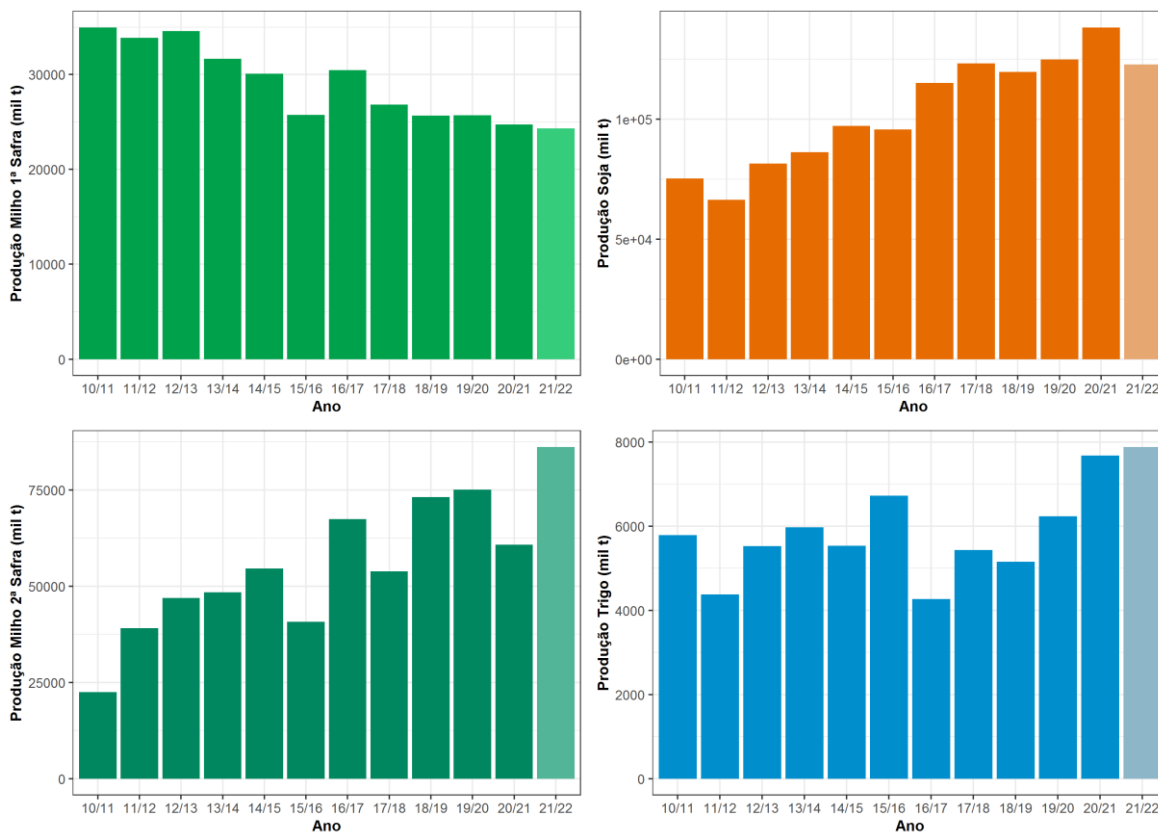 Produção Milho 1ª Safra (mil t)
30000
20000
10000
0
10/11 11/12 12/13 13/14 14/15 15/16 16/17 17/18 18/19 19/20 20/21 21/22
Ano
Produção Soja (mil t)
1e+05
5e+04
0e+00
10/11 11/12 12/13 13/14 14/15 15/16 16/17 17/18 18/19 19/20 20/21 21/22
Ano
Produção Milho 2ª Safra (mil t)
75000
50000
25000
0
10/11 11/12 12/13 13/14 14/15 15/16 16/17 17/18 18/19 19/20 20/21 21/22
Ano
Produção Trigo (mil t)
8000
6000
4000
2000
0
10/11 11/12 12/13 13/14 14/15 15/16 16/17 17/18 18/19 19/20 20/21 21/22
Ano